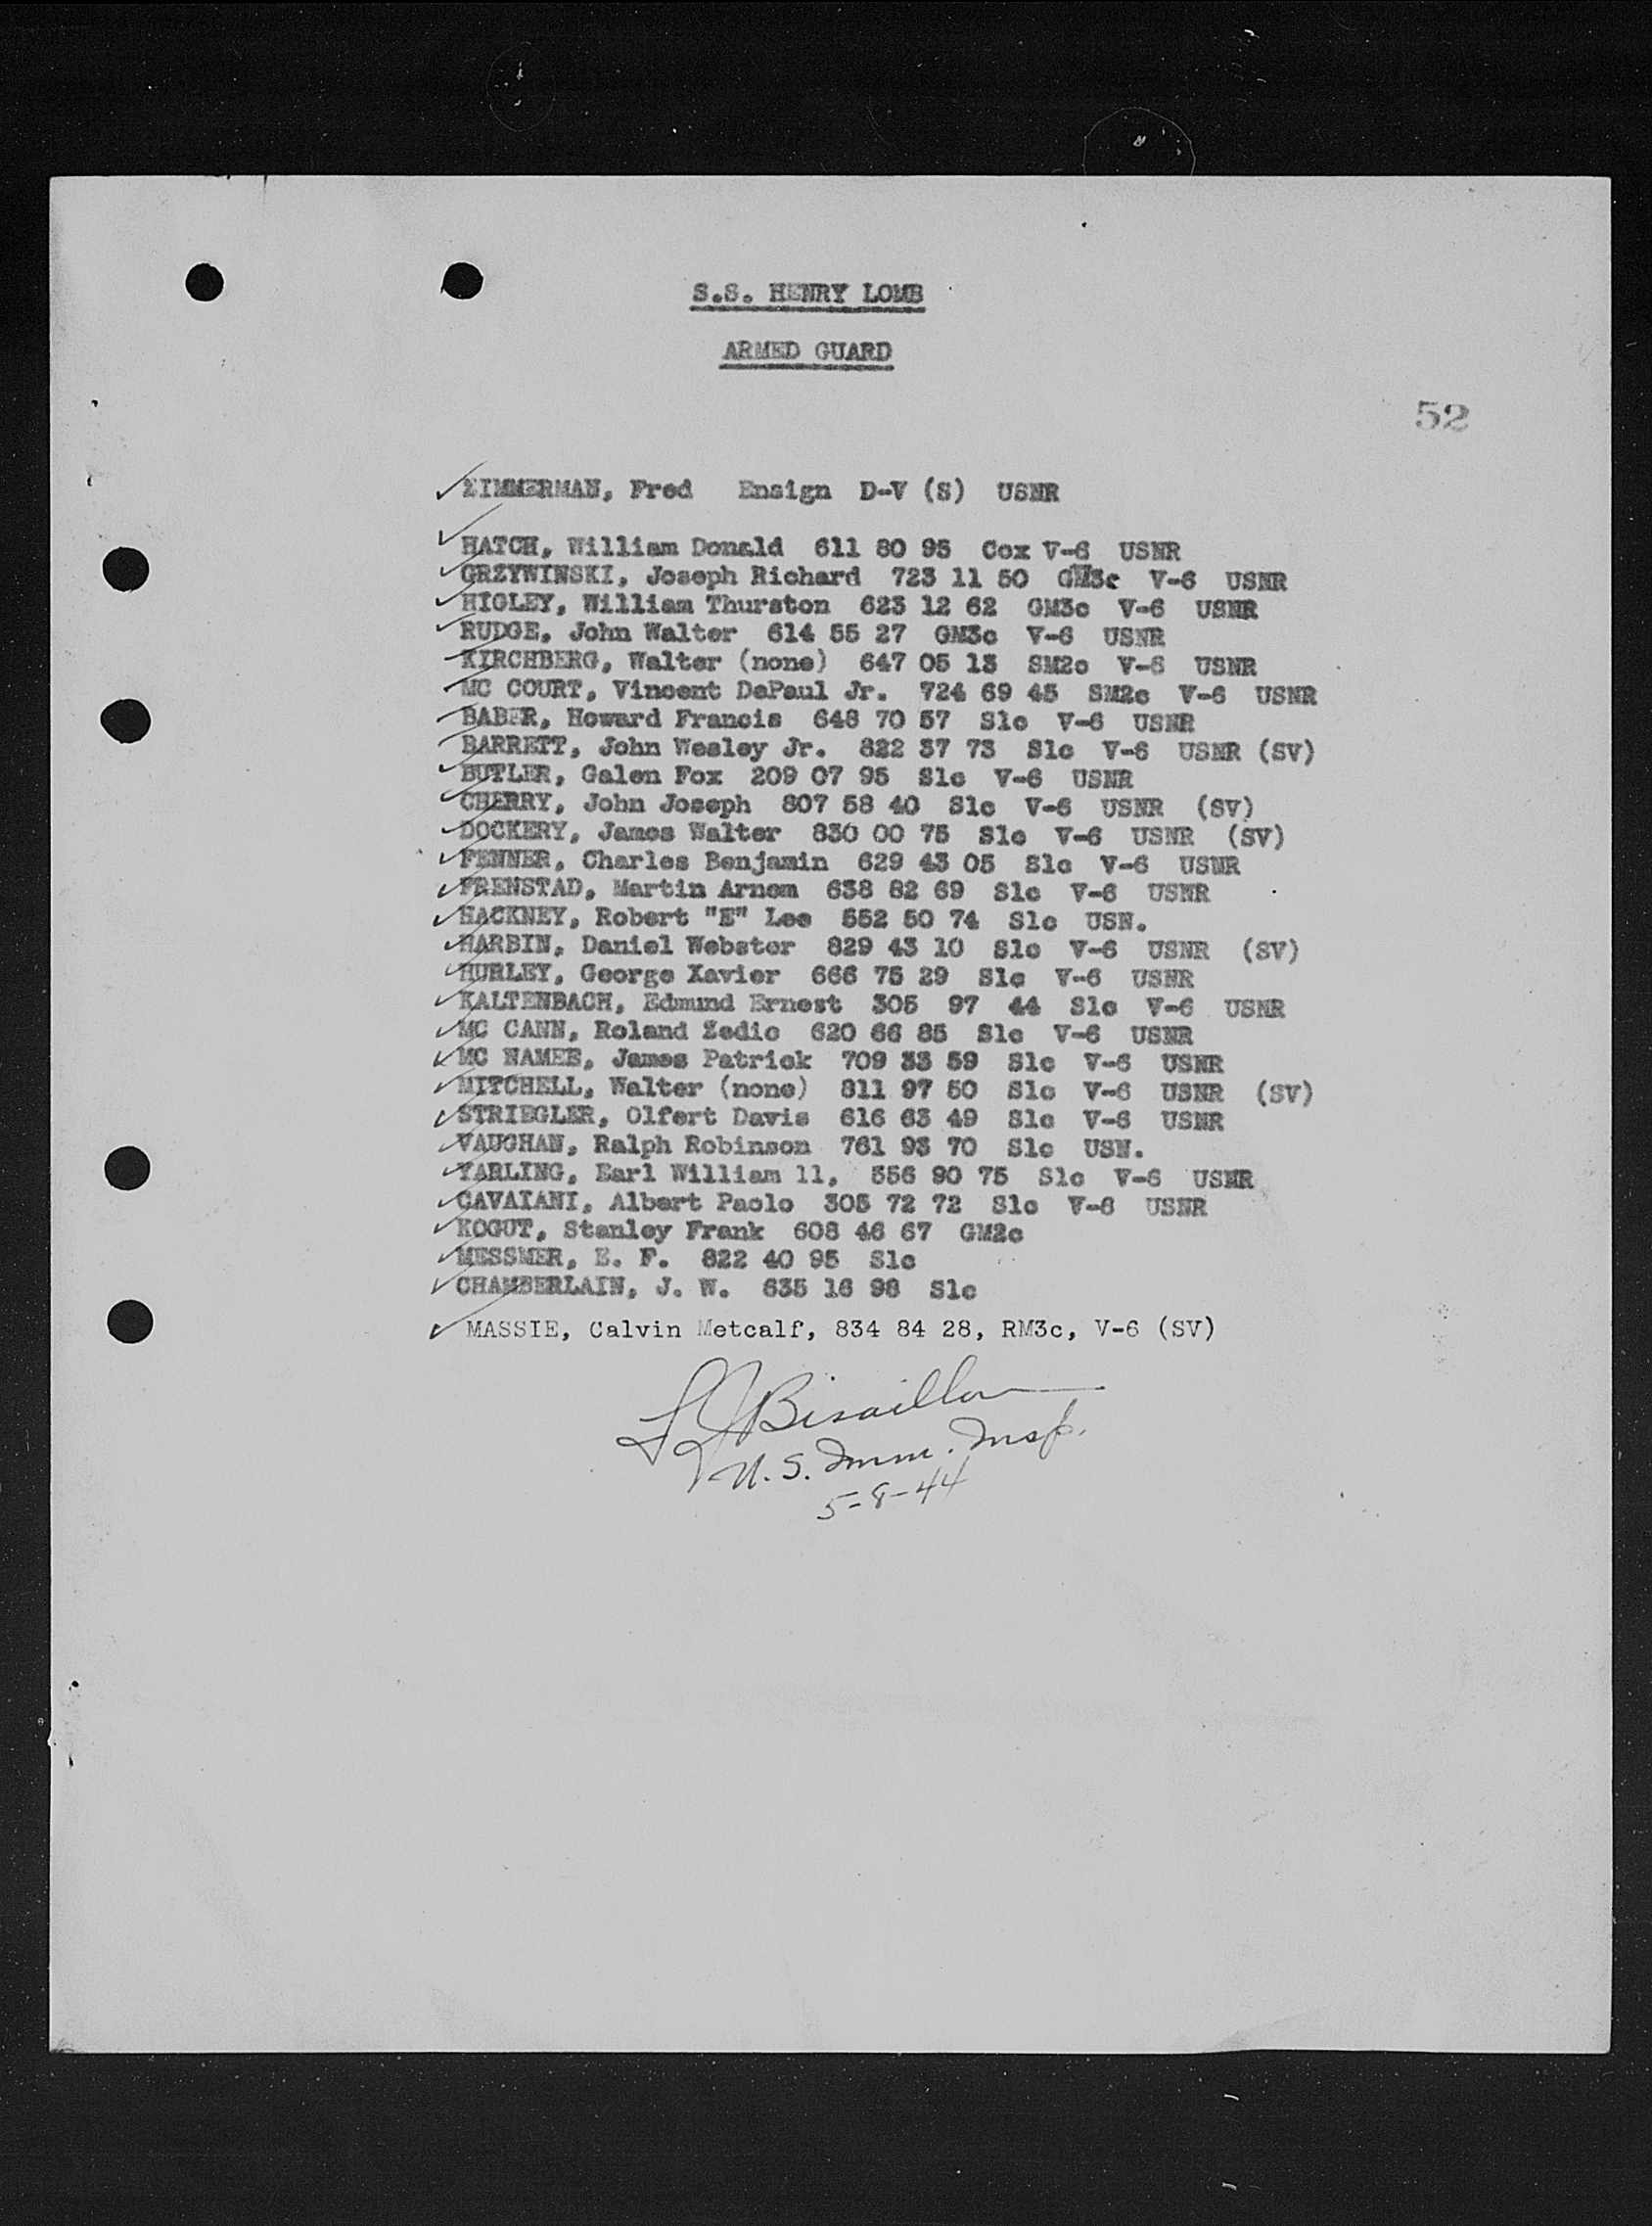 S.S. HENRY LOMB
ARMED GUARD
52
ZIMMERMAN, Fred Ensign D-V (S) USNR
HATCH, William Donald 611 80 95 Cox V-6 USNR
GRZYWINSKI, Joseph Richard 723 11 50 GM3c V-6 USNR
HIGLEY, William Thurston 623 12 62 GM3c V-6 USNR
RUDGE, John Walter 614 55 27 GM3c V-6 USNR
KIRCHBERG, Walter (none) 647 05 13 SM2c V-6 USNR
MC COURT, Vincent DePaul Jr. 724 69 45 SM2c V-6 USNR
BABER, Howard Francis 648 70 57 S1c V-6 USNR
BARRETT, John Wesley Jr. 822 37 73 S1c V-6 USNR (SV)
BUTLER, Galen Fox 209 07 95 S1c V-6 USNR
CHERRY, John Joseph 807 58 40 S1c V-6 USNR (SV)
DOCKERY, James Walter 830 00 75 S1c V-6 USNR (SV)
FENNER, Charles Benjamin 629 43 05 S1c V-6 USNR
FRENSTAD, Martin Arnom 638 82 69 S1c V-6 USNR
HACKNEY, Robert "E" Lee 552 50 74 S1c USN.
HARBIN, Daniel Webster 829 43 10 S1c V-6 USNR (SV)
HURLEY, George Xavier 666 75 29 S1c V-6 USNR
KALTENBACH, Edmund Ernest 305 97 44 S1c V-6 USNR
MC CANN, Roland Zedic 620 66 85 S1c V-6 USNR
MC NAMEE, James Patrick 709 33 59 S1c V-6 USNR
MITCHELL, Walter (none) 811 97 50 S1c V-6 USNR (SV)
STRIEGLER, Olfert Davis 616 63 49 S1c V-6 USNR
VAUGHAN, Ralph Robinson 761 93 70 S1c USN.
YARLING, Earl William 11, 556 90 75 S1c V-6 USNR
CAVAIANI, Albert Paolo 305 72 72 S1c V-6 USNR
KOGUT, Stanley Frank 608 46 67 GM2c
MESSMER, E. F. 822 40 95 S1c
CHAMBERLAIN, J. W. 635 16 98 S1c
MASSIE, Calvin Metcalf, 834 84 28, RM3c, V-6 (SV)
Bisaillon
U.S. Imm. Insp.
5-8-44